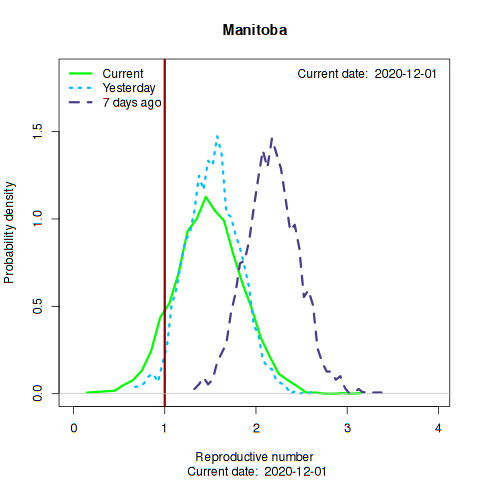 Manitoba
Current
Yesterday
7 days ago
Current date:  2020-12-01
Probability density
0.0
0.5
1.0
1.5
0
1
2
3
4
Reproductive number
Current date:  2020-12-01